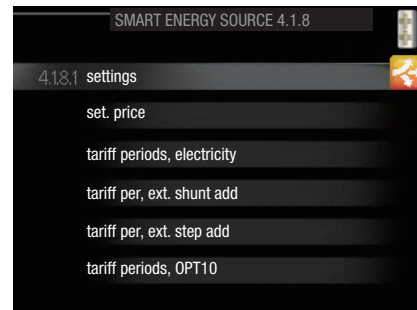 SMART ENERGY SOURCE 4.1.8
4.1.8.1 settings
set. price
tariff periods, electricity
tariff per, ext. shunt add
tariff per, ext. step add
tariff periods, OPT10